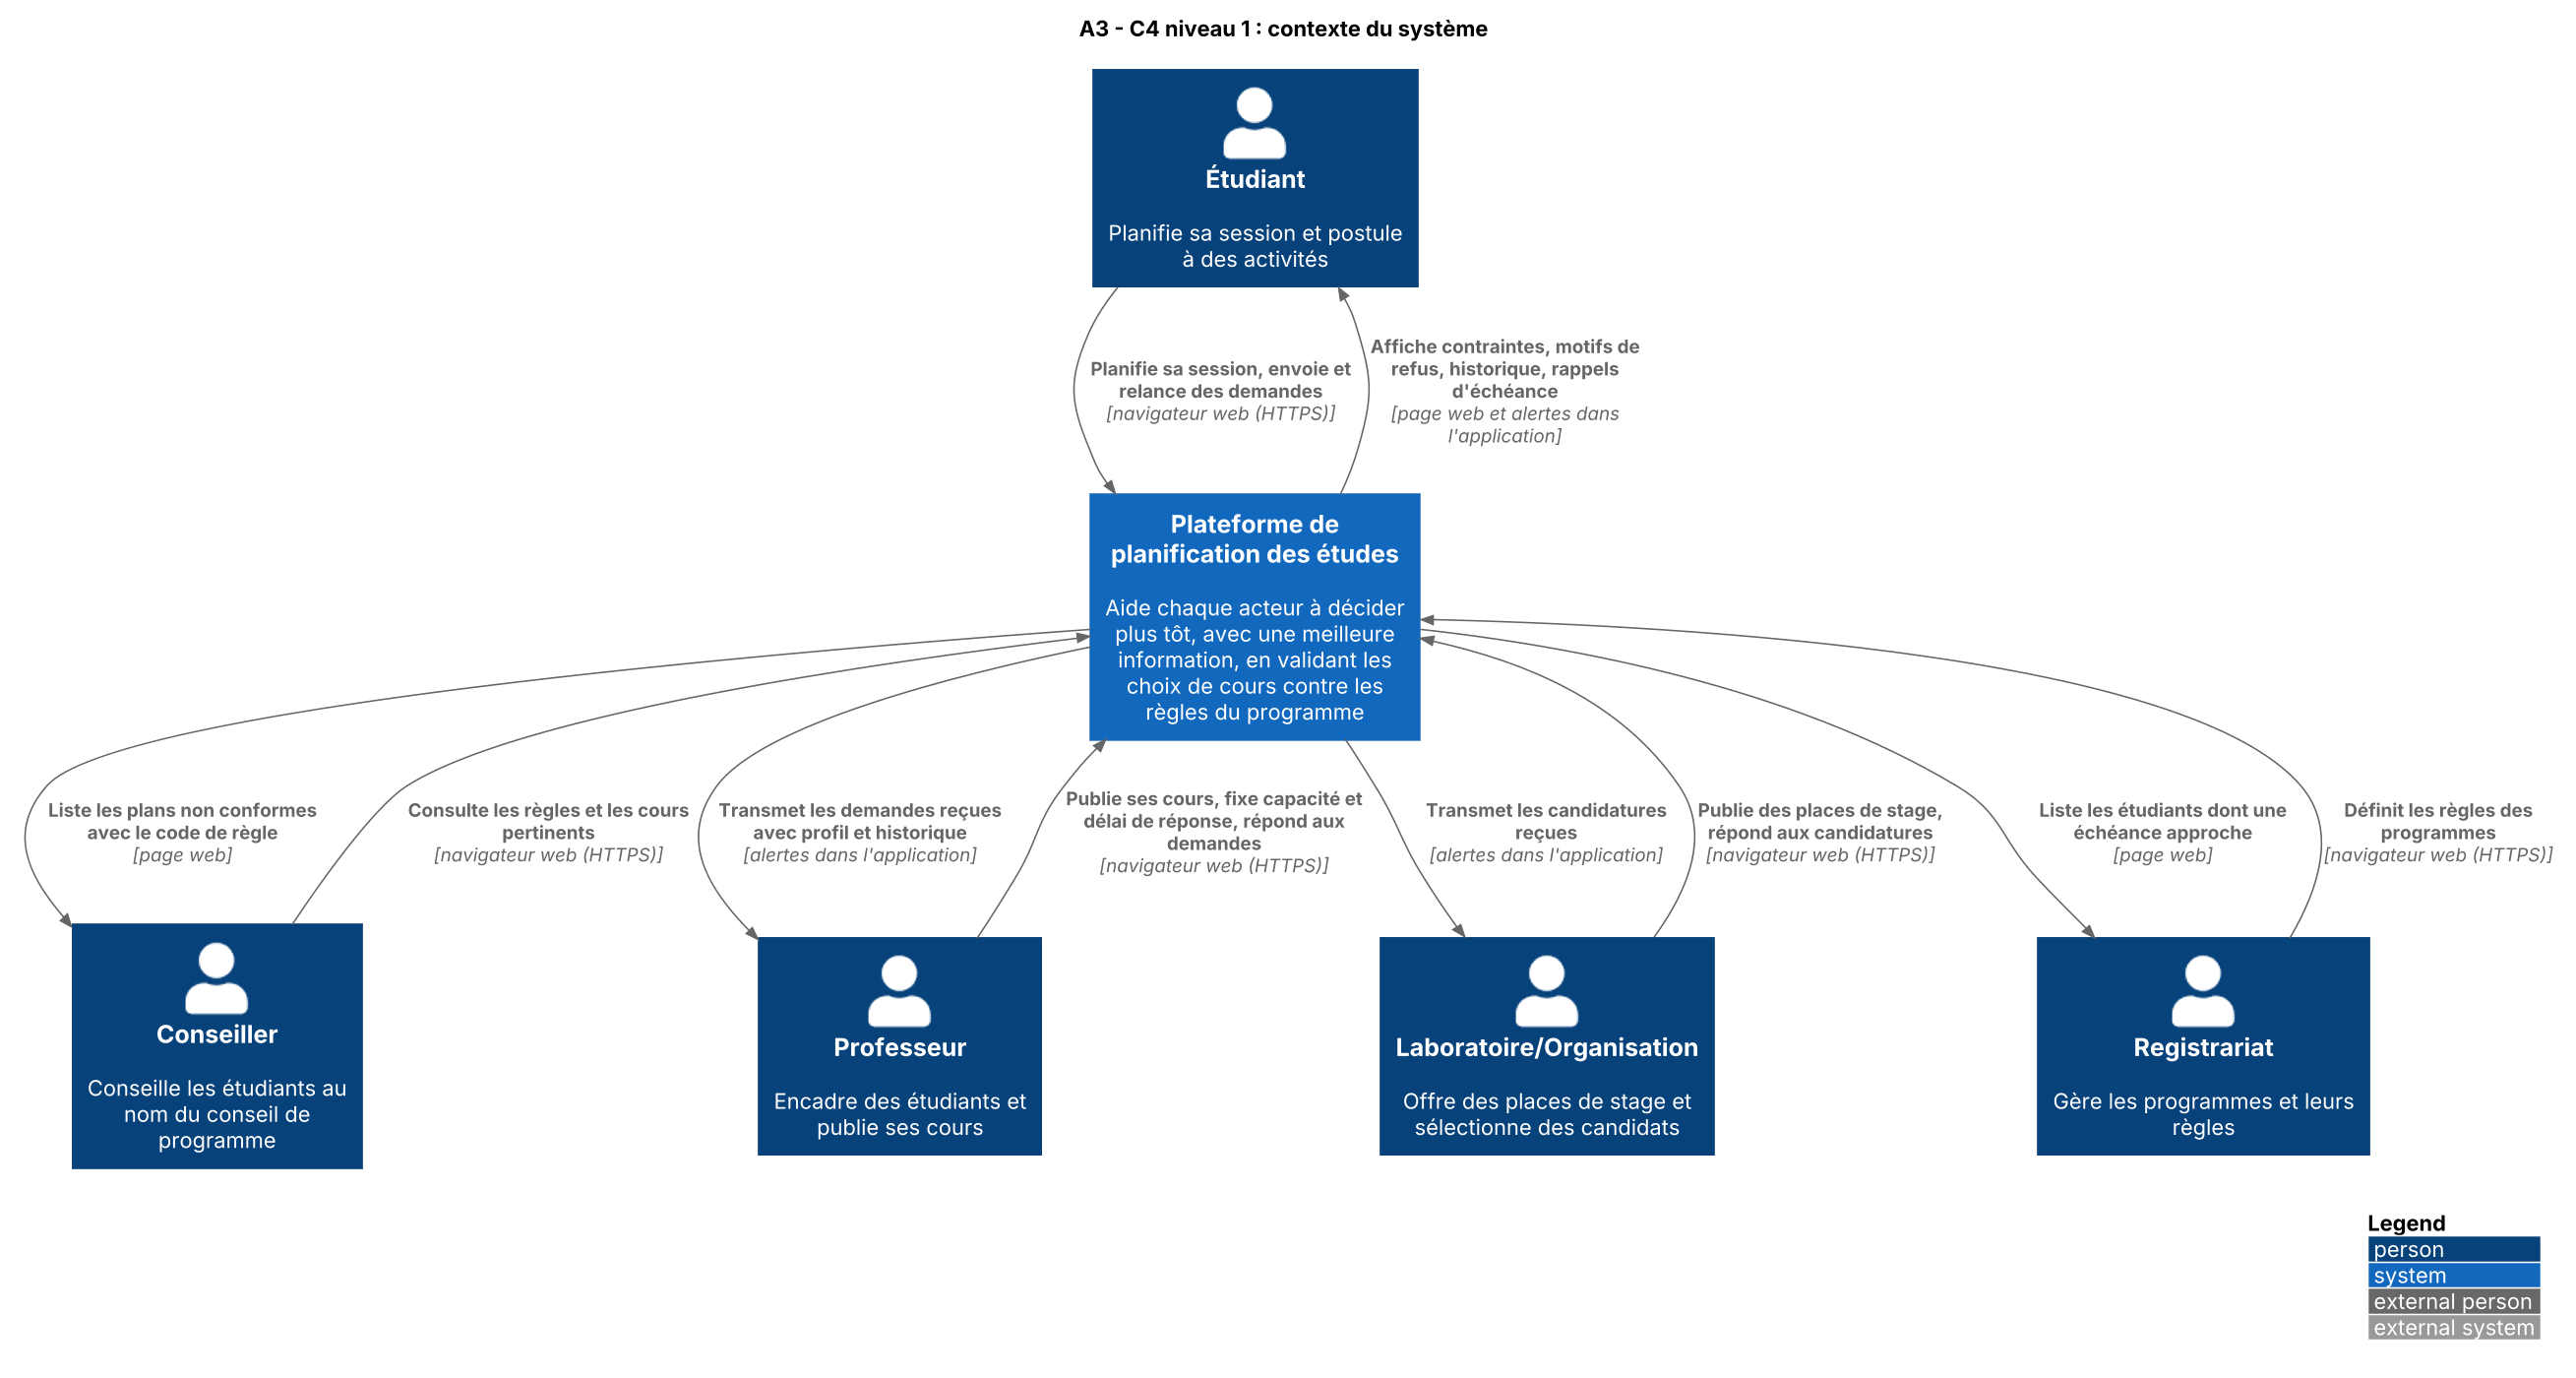 A3 - C4 niveau 1 : contexte du système
Étudiant
Planifie sa session et postule
à des activités
Planifie sa session, envoie et
relance des demandes
[navigateur web (HTTPS)]
Affiche contraintes, motifs de
refus, historique, rappels
d'échéance
[page web et alertes dans
l'application]
Plateforme de
planification des études
Aide chaque acteur à décider
plus tôt, avec une meilleure
information, en validant les
choix de cours contre les
règles du programme
Liste les plans non conformes
avec le code de règle
[page web]
Consulte les règles et les cours
pertinents
[navigateur web (HTTPS)]
Transmet les demandes reçues
avec profil et historique
[alertes dans l'application]
Publie ses cours, fixe capacité et
délai de réponse, répond aux
demandes
[navigateur web (HTTPS)]
Transmet les candidatures
reçues
[alertes dans l'application]
Publie des places de stage,
répond aux candidatures
[navigateur web (HTTPS)]
Liste les étudiants dont une
échéance approche
[page web]
Définit les règles des
programmes
[navigateur web (HTTPS)]
Conseiller
Conseille les étudiants au
nom du conseil de
programme
Professeur
Encadre des étudiants et
publie ses cours
Laboratoire/Organisation
Offre des places de stage et
sélectionne des candidats
Registrariat
Gère les programmes et leurs
règles
Legend
person
system
external person
external system